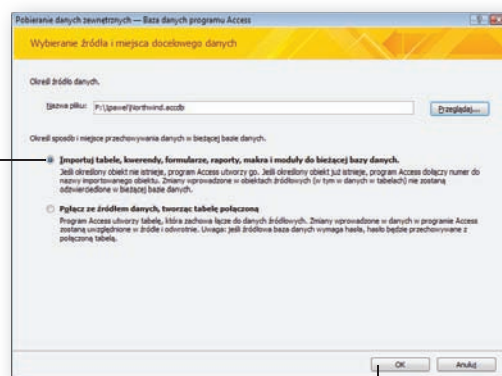 Pobieranie danych zewnętrznych — Baza danych programu Access
Wybieranie źródła i miejsca docelowego danych
Określ źródło danych.
Nazwa pliku:
F:\Jpawel\Northwind.accdb
Przeglądaj...
Określ sposób i miejsce przechowywania danych w bieżącej bazie danych.
Importuj tabele, kwerendy, formularze, raporty, makra i moduły do bieżącej bazy danych.
Jeśli określony obiekt nie istnieje, program Access utworzy go. Jeśli określony obiekt już istnieje, program Access dołączy numer do
nazwy importowanego obiektu. Zmiany wprowadzone w obiektach źródłowych (w tym w danych w tabelach) nie zostaną
odzwierciedlone w bieżącej bazie danych.
Połącz ze źródłem danych, tworząc tabelę połączoną
Program Access utworzy tabelę, która zachowa łącze do danych źródłowych. Zmiany wprowadzone w danych w programie Access
zostaną uwzględnione w źródle i odwrotnie. Uwaga: jeśli źródłowa baza danych wymaga hasła, hasło będzie przechowywane z
połączoną tabelą.
OK
Anuluj